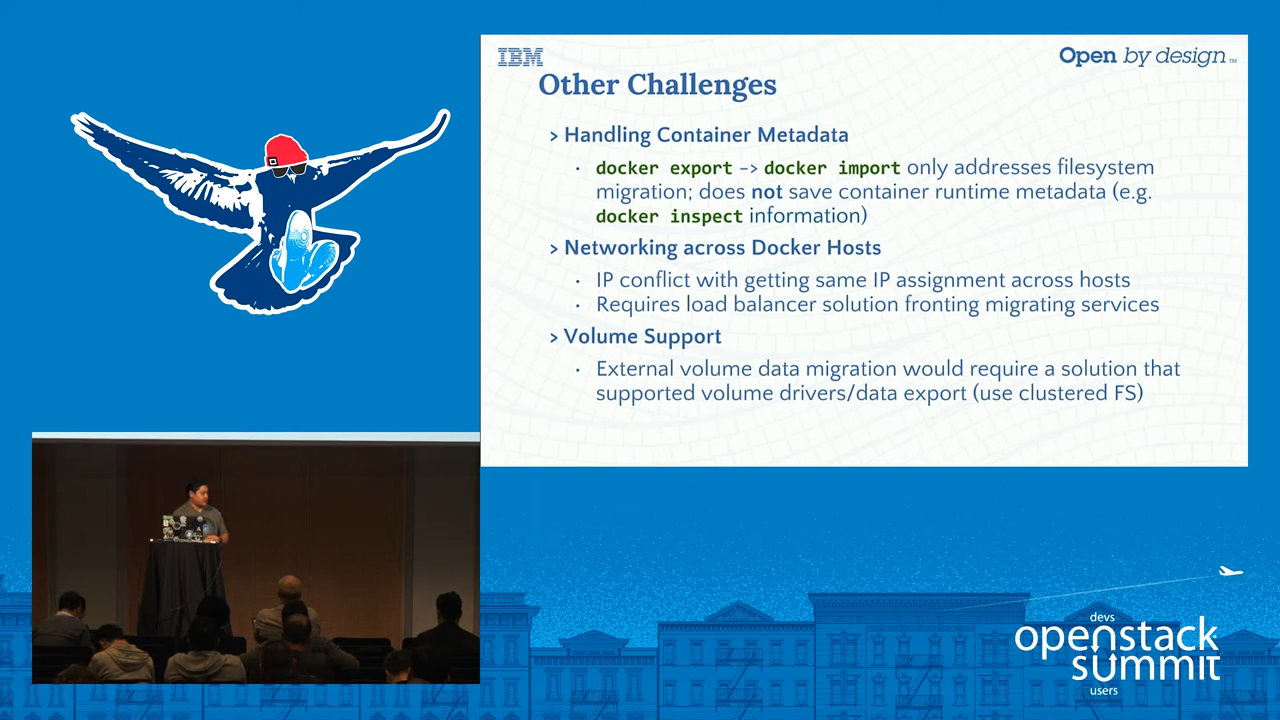 IBM
Open by design™
Other Challenges
> Handling Container Metadata
· docker export –> docker import only addresses filesystem
migration; does not save container runtime metadata (e.g.
docker inspect information)
> Networking across Docker Hosts
· IP conflict with getting same IP assignment across hosts
· Requires load balancer solution fronting migrating services
> Volume Support
· External volume data migration would require a solution that
supported volume drivers/data export (use clustered FS)
devs
openstack
summit
users